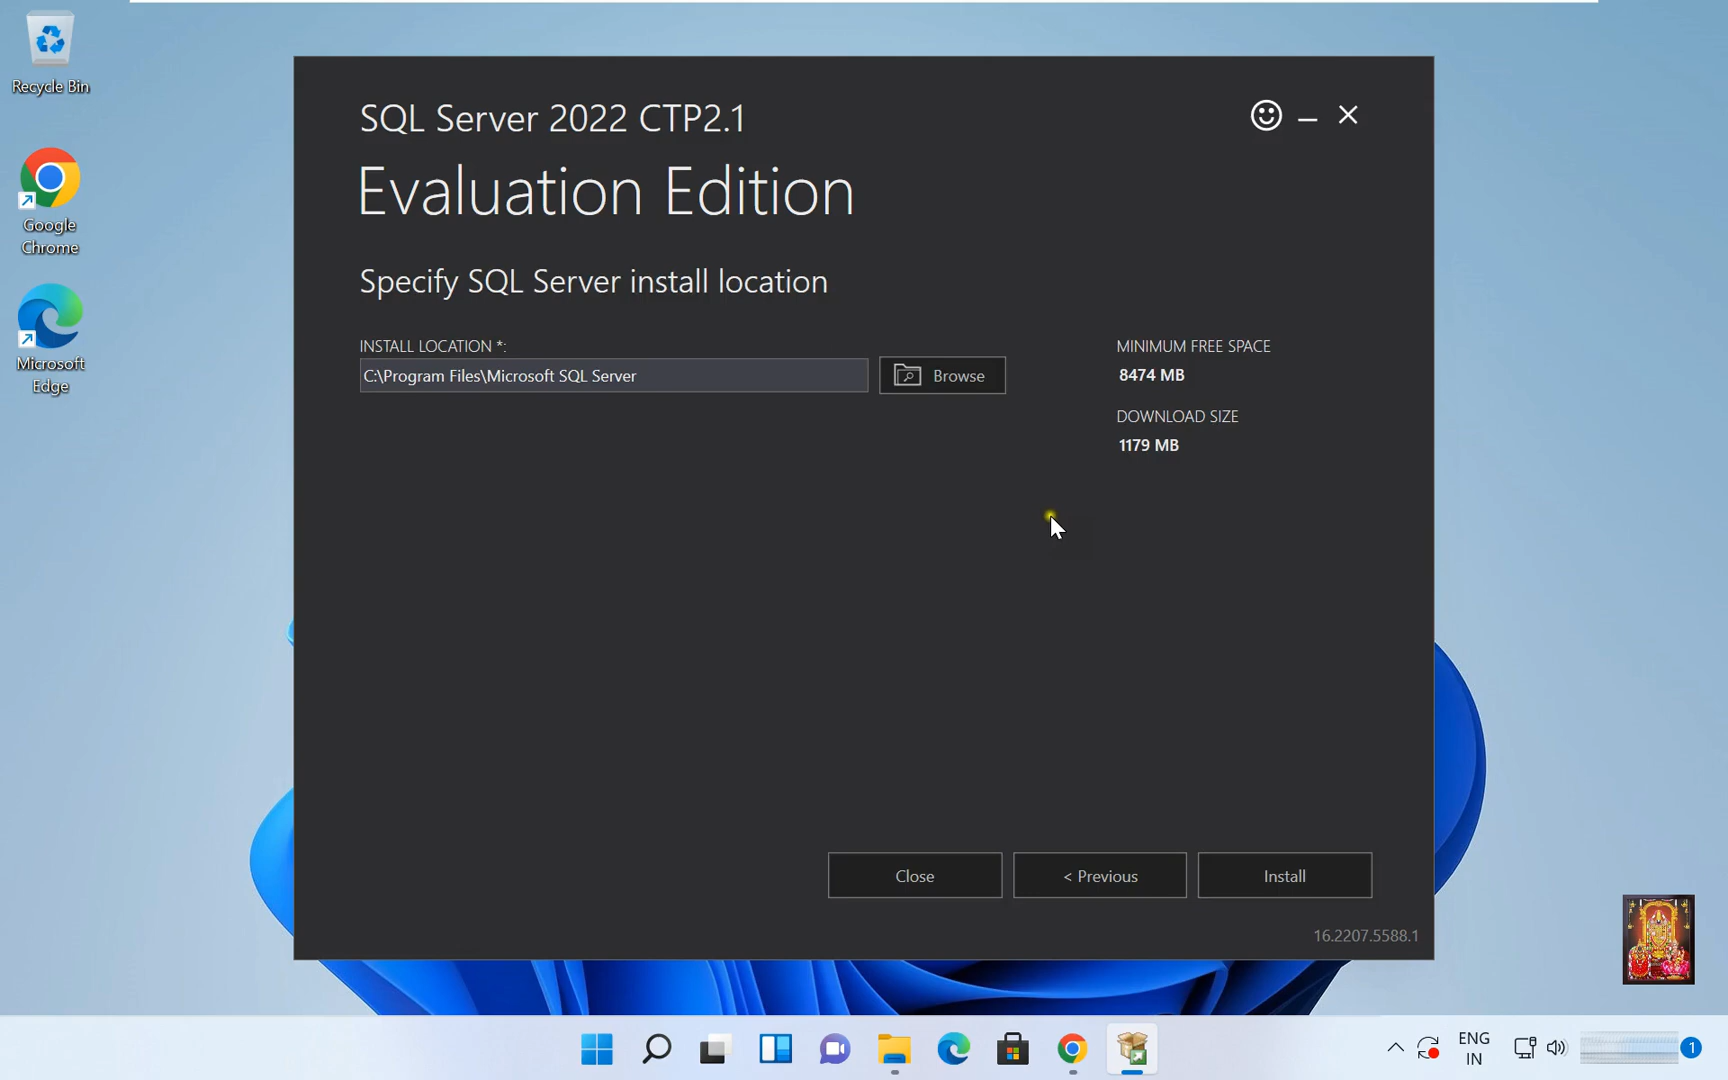 Recycle Bin
Google
Chrome
Microsoft
Edge
SQL Server 2022 CTP2.1
Evaluation Edition
Specify SQL Server install location
INSTALL LOCATION *:
C:\Program Files\Microsoft SQL Server
Browse
MINIMUM FREE SPACE
8474 MB
DOWNLOAD SIZE
1179 MB
Close
< Previous
Install
16.2207.5588.1
ENG
IN
1